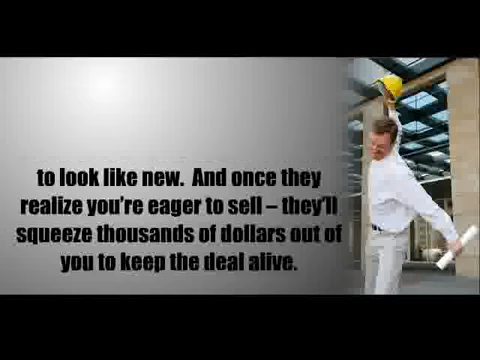 to look like new.  And once they
realize you're eager to sell – they'll
squeeze thousands of dollars out of
you to keep the deal alive.